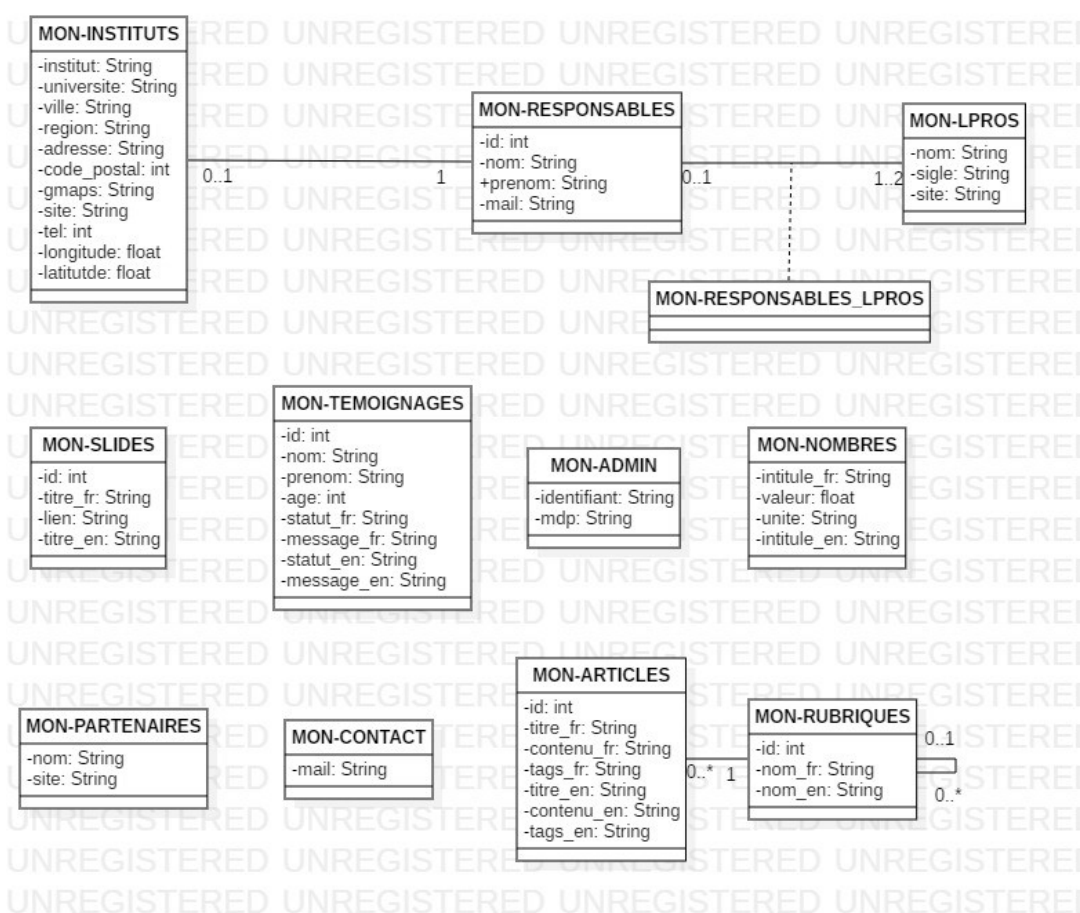 MON-INSTITUTS
-institut: String
-universite: String
-ville: String
-region: String
-adresse: String
-code_postal: int
-gmaps: String
-site: String
-tel: int
-longitude: float
-latitutde: float
0..1
1
MON-RESPONSABLES
-id: int
-nom: String
+prenom: String
-mail: String
0..1
1..2
MON-LPROS
-nom: String
-sigle: String
-site: String
MON-RESPONSABLES_LPROS
MON-SLIDES
-id: int
-titre_fr: String
-lien: String
-titre_en: String
MON-TEMOIGNAGES
-id: int
-nom: String
-prenom: String
-age: int
-statut_fr: String
-message_fr: String
-statut_en: String
-message_en: String
MON-ADMIN
-identifiant: String
-mdp: String
MON-NOMBRES
-intitule_fr: String
-valeur: float
-unite: String
-intitule_en: String
MON-PARTENAIRES
-nom: String
-site: String
MON-CONTACT
-mail: String
MON-ARTICLES
-id: int
-titre_fr: String
-contenu_fr: String
-tags_fr: String
-titre_en: String
-contenu_en: String
-tags_en: String
0..*
1
MON-RUBRIQUES
-id: int
-nom_fr: String
-nom_en: String
0..1
0..*
UNREGISTERED